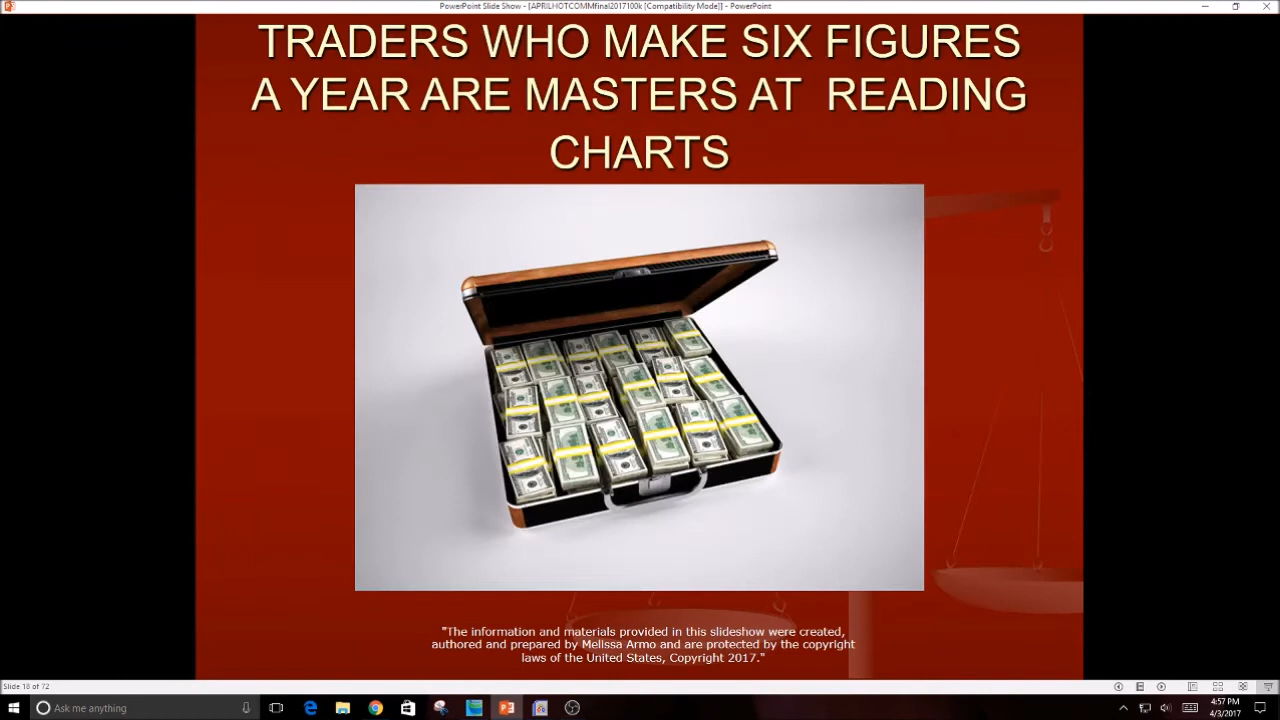 PowerPoint Slide Show - [APRILHOTCOMMfinal2017100k [Compatibility Mode]] - PowerPoint
TRADERS WHO MAKE SIX FIGURES
A YEAR ARE MASTERS AT  READING
CHARTS
"The information and materials provided in this slideshow were created,
authored and prepared by Melissa Armo and are protected by the copyright
laws of the United States, Copyright 2017."
Slide 18 of 72
Ask me anything
4:57 PM
4/3/2017